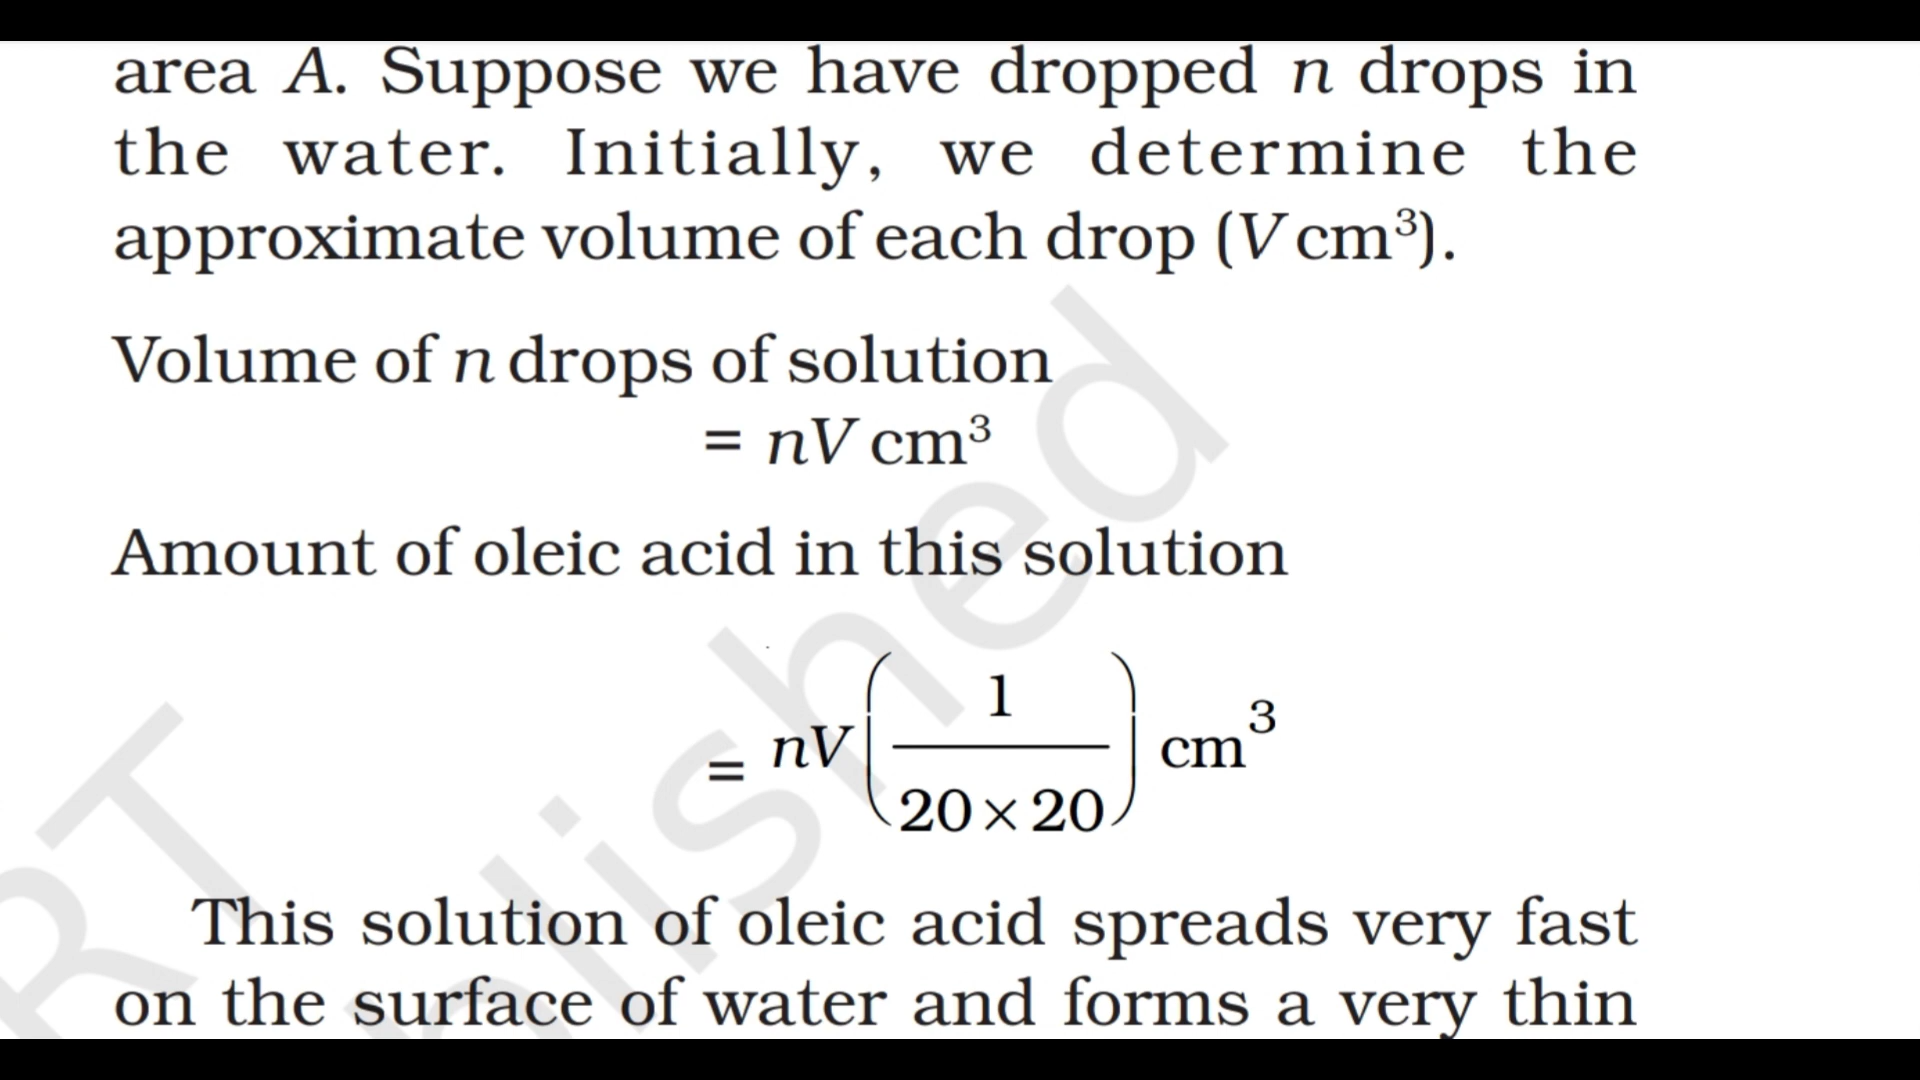 area A. Suppose we have dropped n drops in
the water. Initially, we determine the
approximate volume of each drop (V cm³).
Volume of n drops of solution
= nV cm³
Amount of oleic acid in this solution
= nV(1/(20×20)) cm³
This solution of oleic acid spreads very fast
on the surface of water and forms a very thin